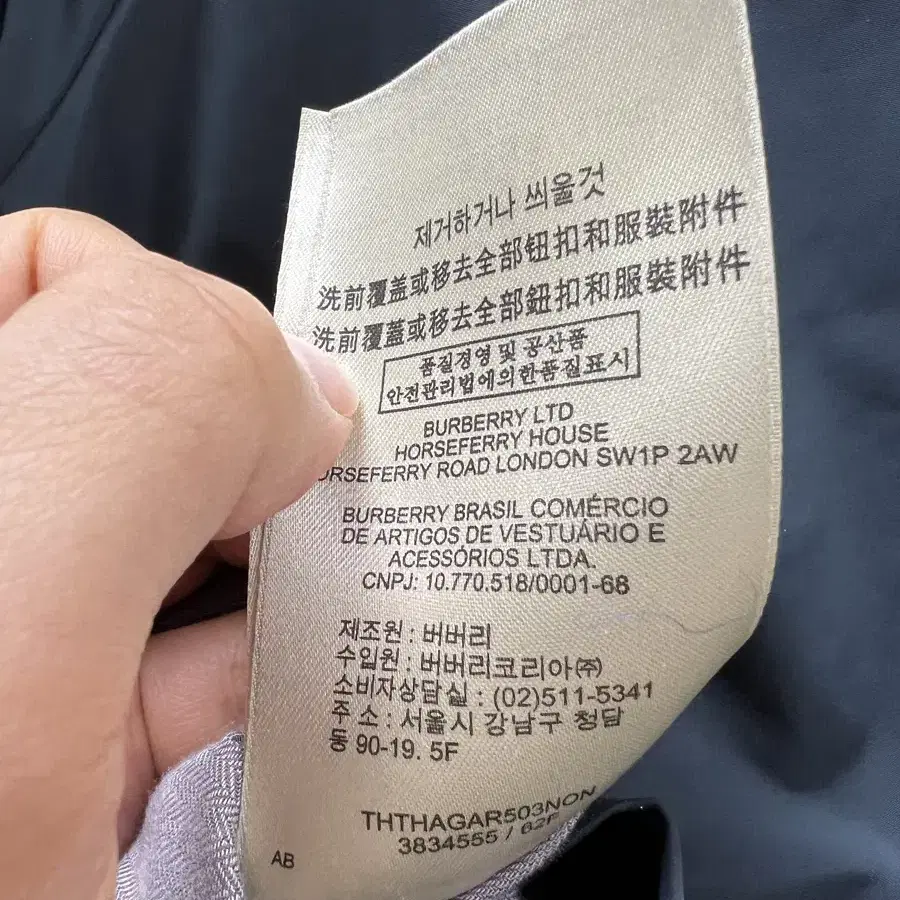 제거하거나 씌울것
洗前覆盖或移去全部钮扣和服裝附件
洗前覆蓋或移去全部鈕扣和服裝附件
품질경영 및 공산품
안전관리법에의한품질표시
BURBERRY LTD
HORSEFERRY HOUSE
ROAD LONDON SW1P 2AW
BURBERRY BRASIL COMÉRCIO
DE ARTIGOS DE VESTUÁRIO E
ACESSÓRIOS LTDA.
CNPJ: 10.770.518/0001-68
제조원 : 버버리
수입원 : 버버리코리아㈜
소비자상담실 : (02)511-5341
주 소 : 서울시 강남구 청담
동 90-19. 5F
THTHAGAR503NON
3834555 /
AB